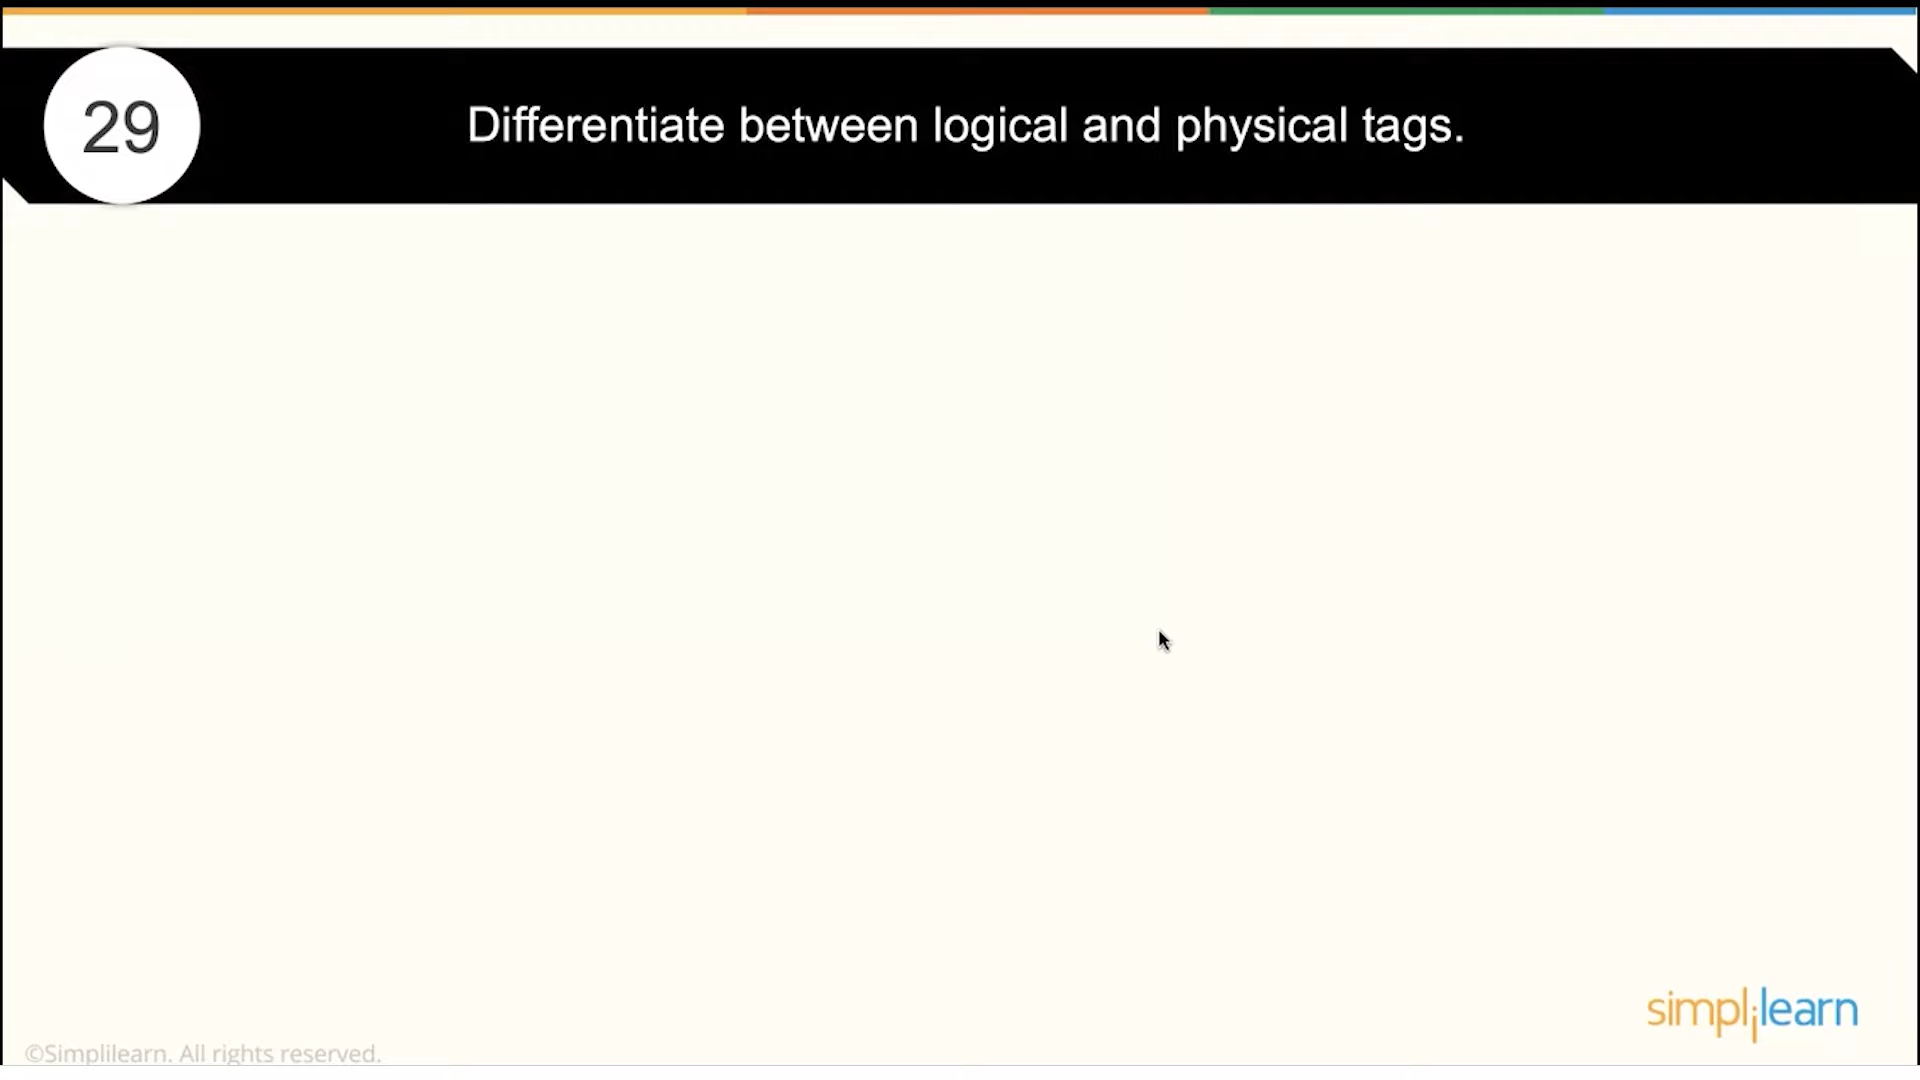 29
Differentiate between logical and physical tags.
simplilearn
©Simplilearn. All rights reserved.